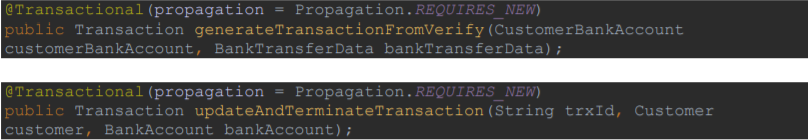 @Transactional(propagation = Propagation.REQUIRES_NEW)
public Transaction generateTransactionFromVerify(CustomerBankAccount
customerBankAccount, BankTransferData bankTransferData);
@Transactional(propagation = Propagation.REQUIRES_NEW)
public Transaction updateAndTerminateTransaction(String trxId, Customer
customer, BankAccount bankAccount);